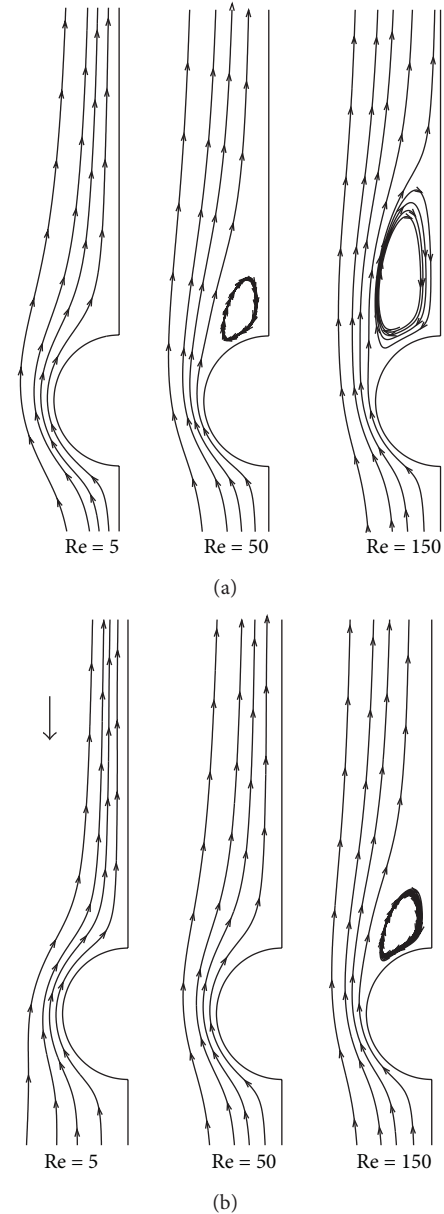 Re = 5 Re = 50 Re = 150
(a)
Re = 5 Re = 50 Re = 150
(b)